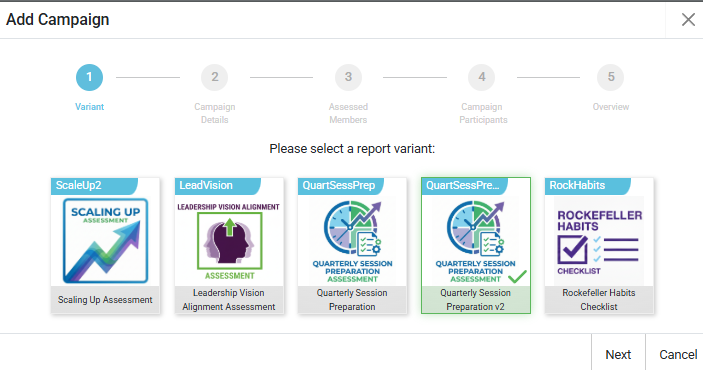 Add Campaign
1
2
3
4
5
Variant
Campaign
Details
Assessed
Members
Campaign
Participants
Overview
Please select a report variant:
ScaleUp2
SCALING UP
ASSESSMENT
Scaling Up Assessment
LeadVision
LEADERSHIP VISION ALIGNMENT
ASSESSMENT
Leadership Vision
Alignment Assessment
QuartSessPrep
QUARTERLY SESSION
PREPARATION
ASSESSMENT
Quarterly Session
Preparation
QuartSessPre...
QUARTERLY SESSION
PREPARATION
ASSESSMENT
Quarterly Session
Preparation v2
RockHabits
ROCKEFELLER
HABITS
CHECKLIST
Rockefeller Habits
Checklist
Next
Cancel